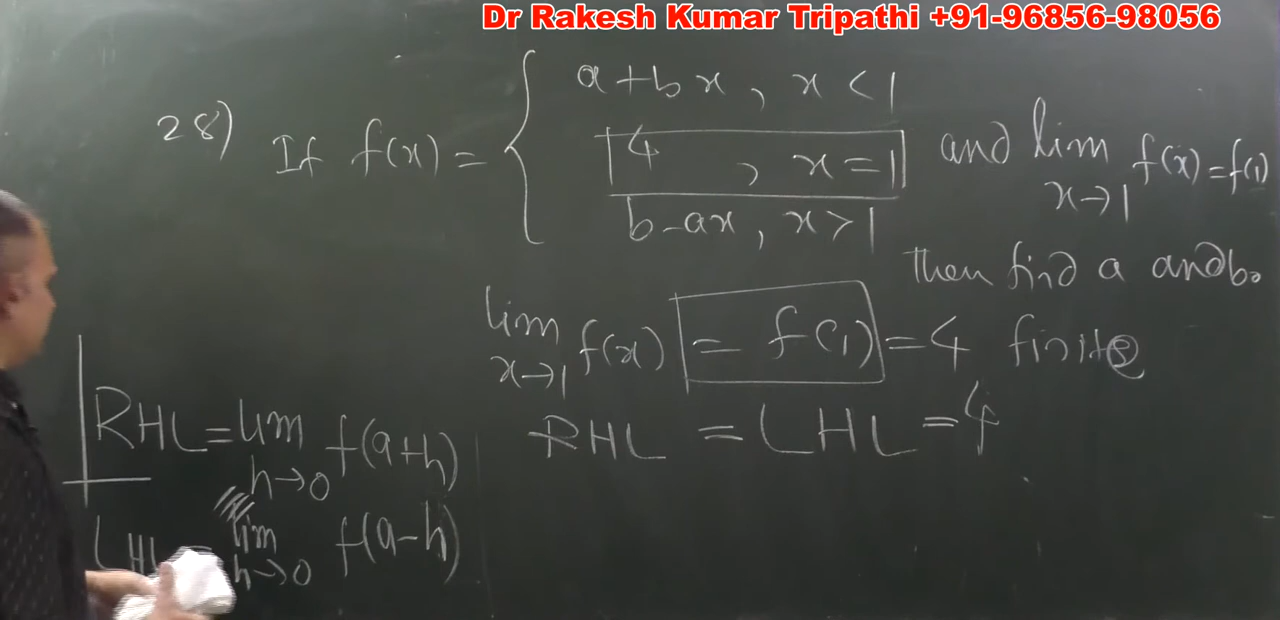 Dr Rakesh Kumar Tripathi +91-96856-98056
28) If f(x) = { a+bx , x < 1
4 , x = 1
b-ax , x > 1
and lim x→1 f(x) = f(1)
then find a and b.
lim x→1 f(x) = f(1) = 4 finite
RHL = LHL = 4
RHL = lim h→0 f(a+h)
LHL = lim h→0 f(a-h)